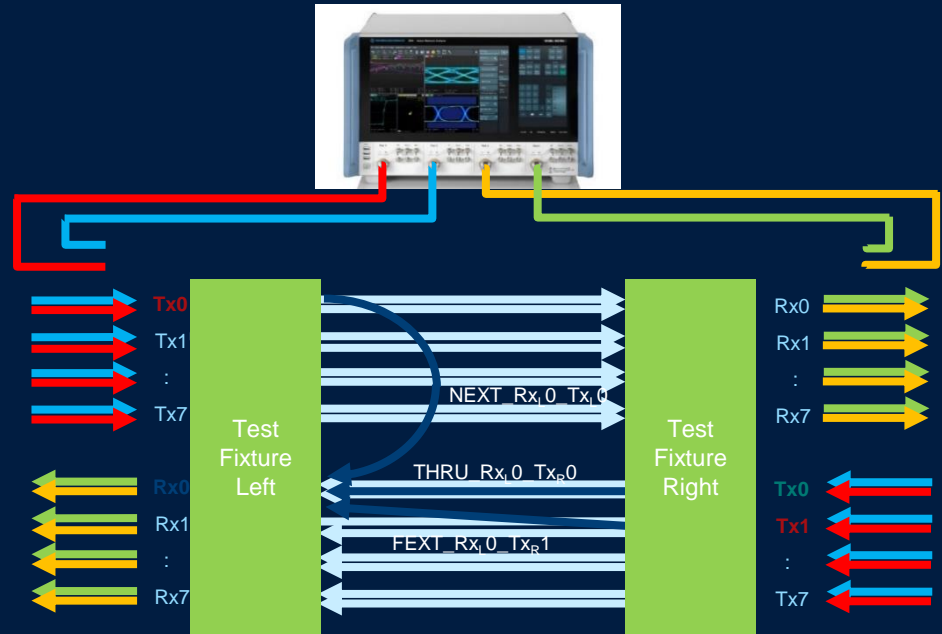 Tx0
Tx1
:
Tx7
Rx0
Rx1
:
Rx7
Test
Fixture
Left
NEXT_RxL0_TxL0
THRU_RxL0_TxR0
FEXT_RxL0_TxR1
Test
Fixture
Right
Rx0
Rx1
:
Rx7
Tx0
Tx1
:
Tx7